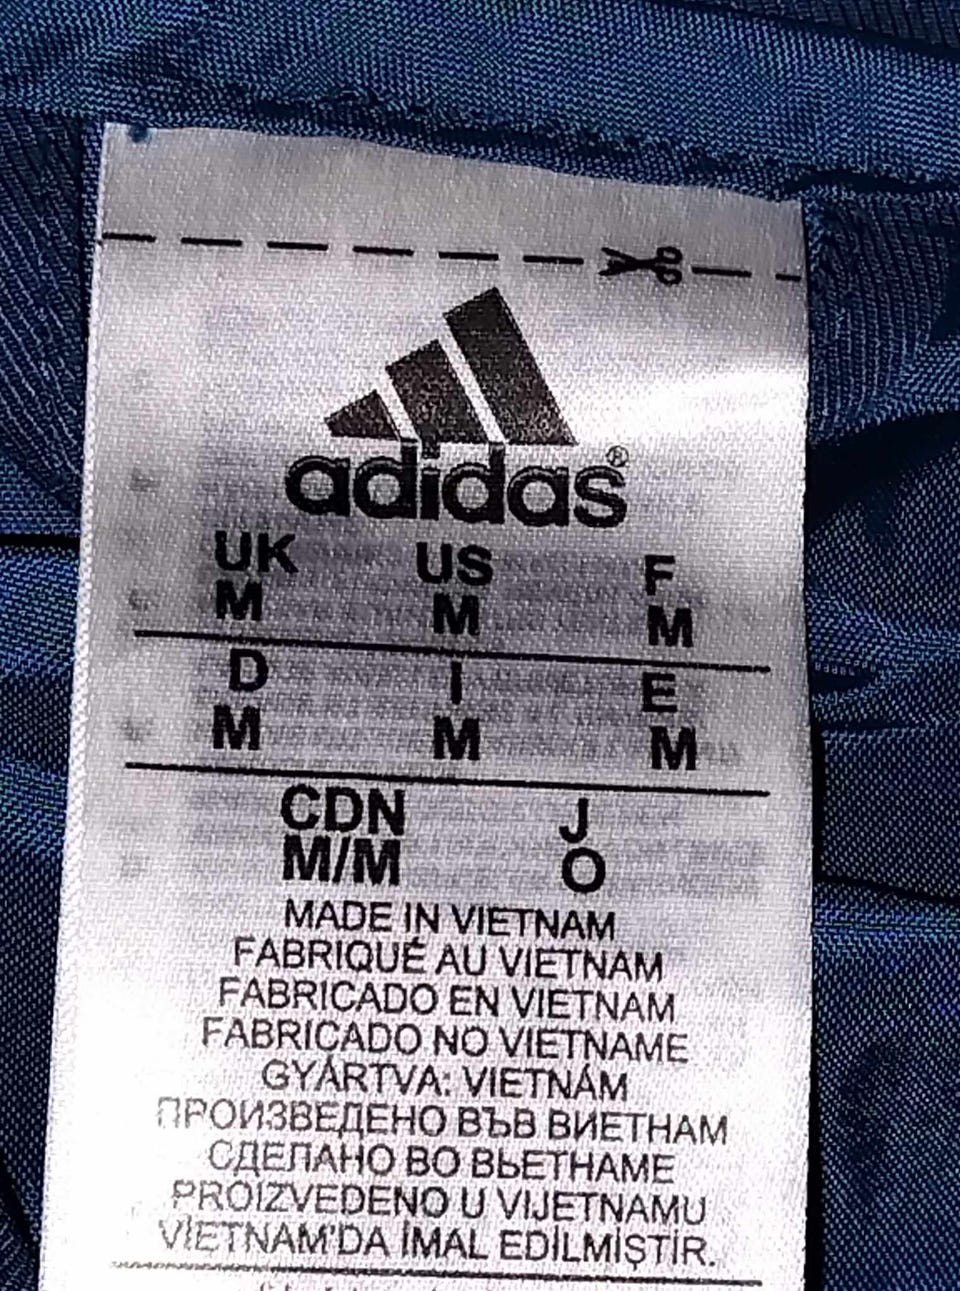 adidas®
UK US F
M M M
D I E
M M M
CDN J
M/M O
MADE IN VIETNAM
FABRIQUÉ AU VIETNAM
FABRICADO EN VIETNAM
FABRICADO NO VIETNAME
GYÁRTVA: VIETNÁM
ПРОИЗВЕДЕНО ВЪВ ВИЕТНАМ
СДЕЛАНО ВО ВЬЕТНАМЕ
PROIZVEDENO U VIJETNAMU
VİETNAM'DA İMAL EDİLMİŞTİR.